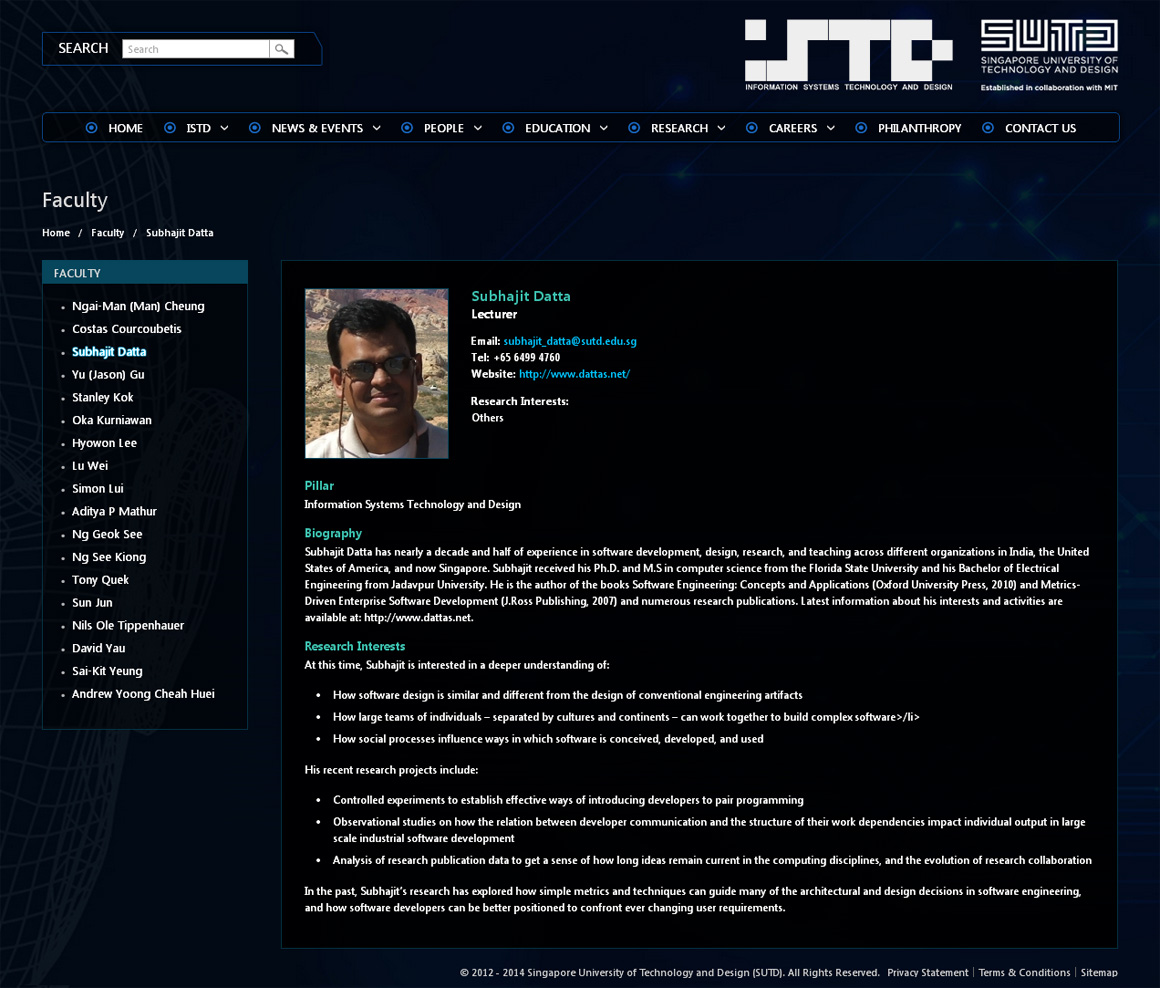 SEARCH
Search
ISTD
INFORMATION SYSTEMS TECHNOLOGY AND DESIGN
SUTD
SINGAPORE UNIVERSITY OF
TECHNOLOGY AND DESIGN
Established in collaboration with MIT
HOME ISTD NEWS & EVENTS PEOPLE EDUCATION RESEARCH CAREERS PHILANTHROPY CONTACT US
Faculty
Home / Faculty / Subhajit Datta
FACULTY
Ngai-Man (Man) Cheung
Costas Courcoubetis
Subhajit Datta
Yu (Jason) Gu
Stanley Kok
Oka Kurniawan
Hyowon Lee
Lu Wei
Simon Lui
Aditya P Mathur
Ng Geok See
Ng See Kiong
Tony Quek
Sun Jun
Nils Ole Tippenhauer
David Yau
Sai-Kit Yeung
Andrew Yoong Cheah Huei
Subhajit Datta
Lecturer
Email: subhajit_datta@sutd.edu.sg
Tel: +65 6499 4760
Website: http://www.dattas.net/
Research Interests:
Others
Pillar
Information Systems Technology and Design
Biography
Subhajit Datta has nearly a decade and half of experience in software development, design, research, and teaching across different organizations in India, the United
States of America, and now Singapore. Subhajit received his Ph.D. and M.S in computer science from the Florida State University and his Bachelor of Electrical
Engineering from Jadavpur University. He is the author of the books Software Engineering: Concepts and Applications (Oxford University Press, 2010) and Metrics-
Driven Enterprise Software Development (J.Ross Publishing, 2007) and numerous research publications. Latest information about his interests and activities are
available at: http://www.dattas.net.
Research Interests
At this time, Subhajit is interested in a deeper understanding of:
• How software design is similar and different from the design of conventional engineering artifacts
• How large teams of individuals – separated by cultures and continents – can work together to build complex software>/li>
• How social processes influence ways in which software is conceived, developed, and used
His recent research projects include:
• Controlled experiments to establish effective ways of introducing developers to pair programming
• Observational studies on how the relation between developer communication and the structure of their work dependencies impact individual output in large
scale industrial software development
• Analysis of research publication data to get a sense of how long ideas remain current in the computing disciplines, and the evolution of research collaboration
In the past, Subhajit’s research has explored how simple metrics and techniques can guide many of the architectural and design decisions in software engineering,
and how software developers can be better positioned to confront ever changing user requirements.
© 2012 - 2014 Singapore University of Technology and Design (SUTD). All Rights Reserved. Privacy Statement | Terms & Conditions | Sitemap